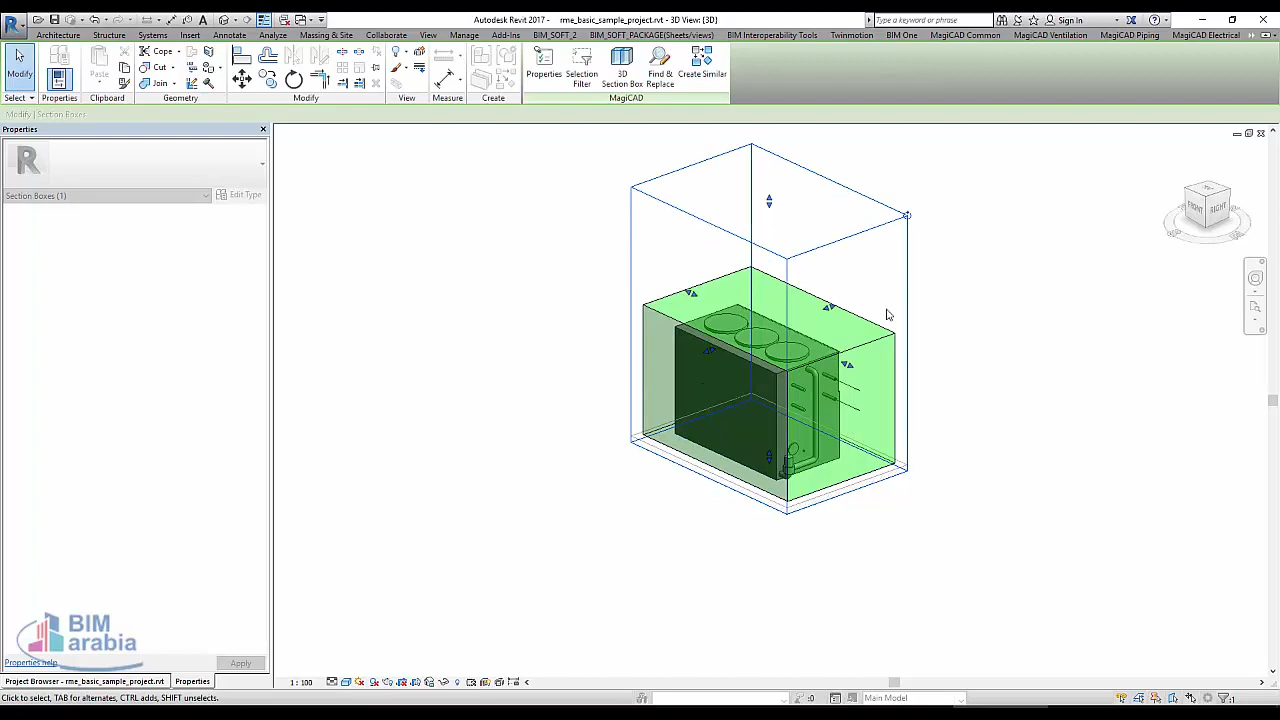 Autodesk Revit 2017 - rme_basic_sample_project.rvt - 3D View: {3D}
Type a keyword or phrase
Sign In
Architecture Structure Systems Insert Annotate Analyze Massing & Site Collaborate View Manage Add-Ins BIM_SOFT_2 BIM_SOFT_PACKAGE(Sheets/views) BIM Interoperability Tools Twinmotion BIM One MagiCAD Common MagiCAD Ventilation MagiCAD Piping MagiCAD Electrical
Cope
Cut
Join
Modify Paste Properties Selection Filter 3D Section Box Find & Replace Create Similar
Select Properties Clipboard Geometry Modify View Measure Create MagiCAD
Modify | Section Boxes
Properties
R
Section Boxes (1)
Edit Type
FRONT RIGHT
BIM
arabia
Properties help
Apply
Project Browser - rme_basic_sample_project.rvt Properties
1 : 100
Click to select, TAB for alternates, CTRL adds, SHIFT unselects.
:0
Main Model
:1